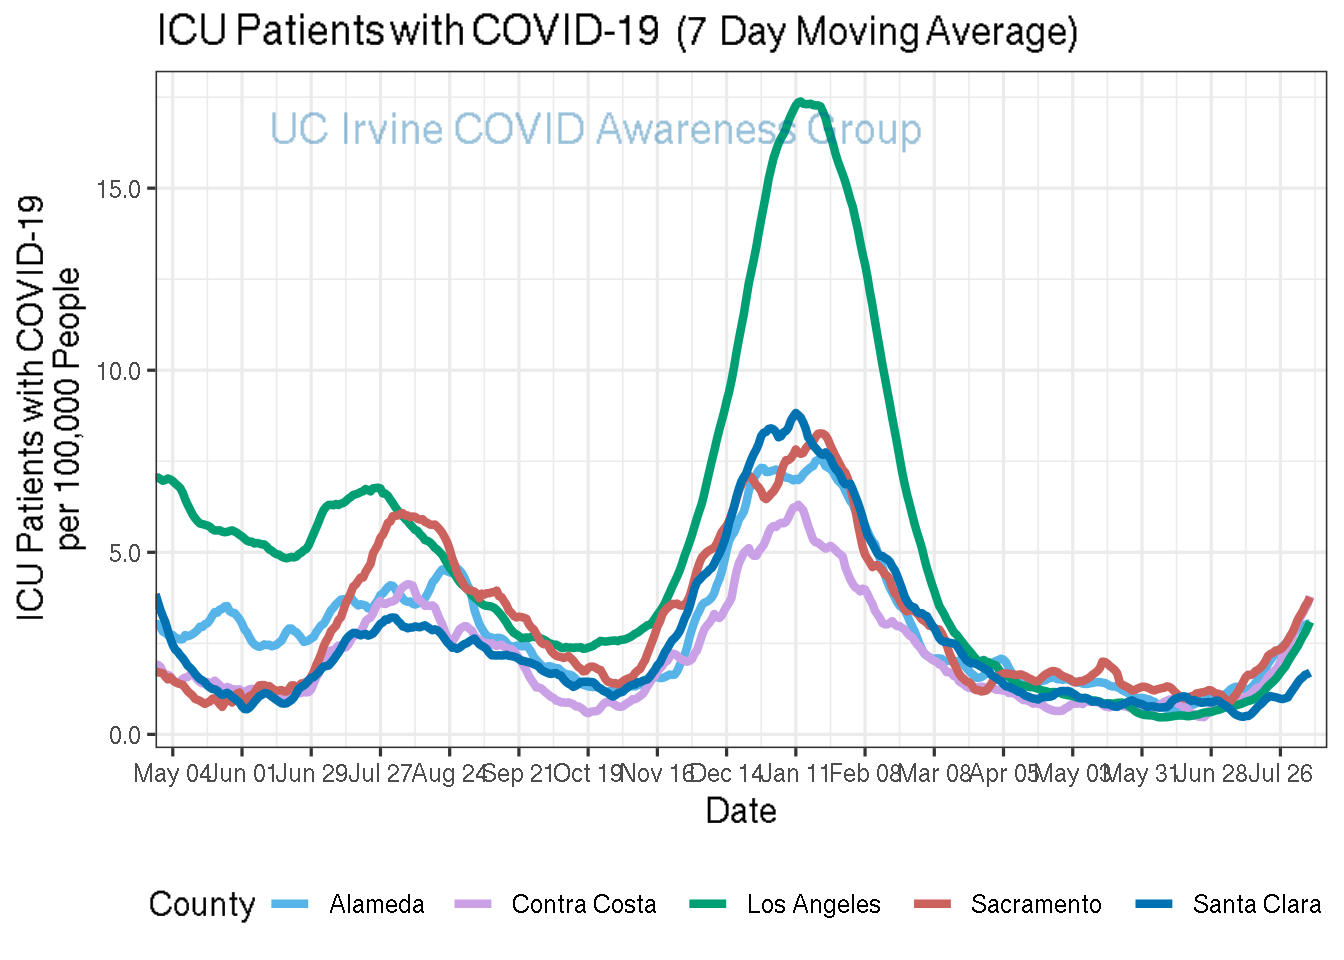 ICU Patients with COVID-19 (7 Day Moving Average)
UC Irvine COVID Awareness Group
ICU Patients with COVID-19
per 100,000 People
15.0
10.0
5.0
0.0
May 04 Jun 01 Jun 29 Jul 27 Aug 24 Sep 21 Oct 19 Nov 16 Dec 14 Jan 11 Feb 08 Mar 08 Apr 05 May 03 May 31 Jun 28 Jul 26
Date
County Alameda Contra Costa Los Angeles Sacramento Santa Clara